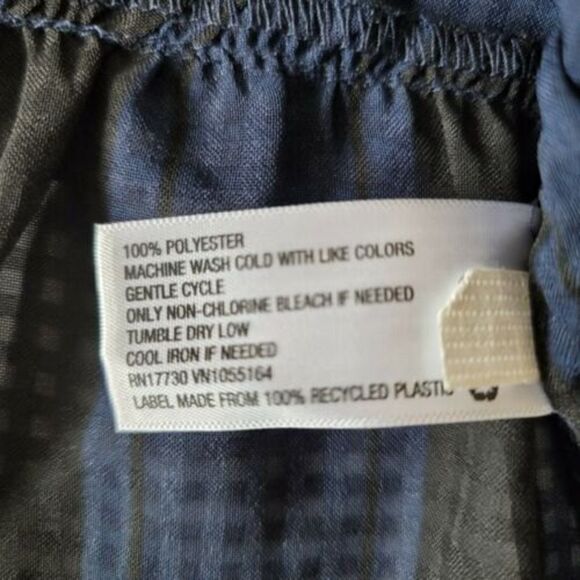 100% POLYESTER
MACHINE WASH COLD WITH LIKE COLORS
GENTLE CYCLE
ONLY NON-CHLORINE BLEACH IF NEEDED
TUMBLE DRY LOW
COOL IRON IF NEEDED
RN17730 VN1055164
LABEL MADE FROM 100% RECYCLED PLASTIC